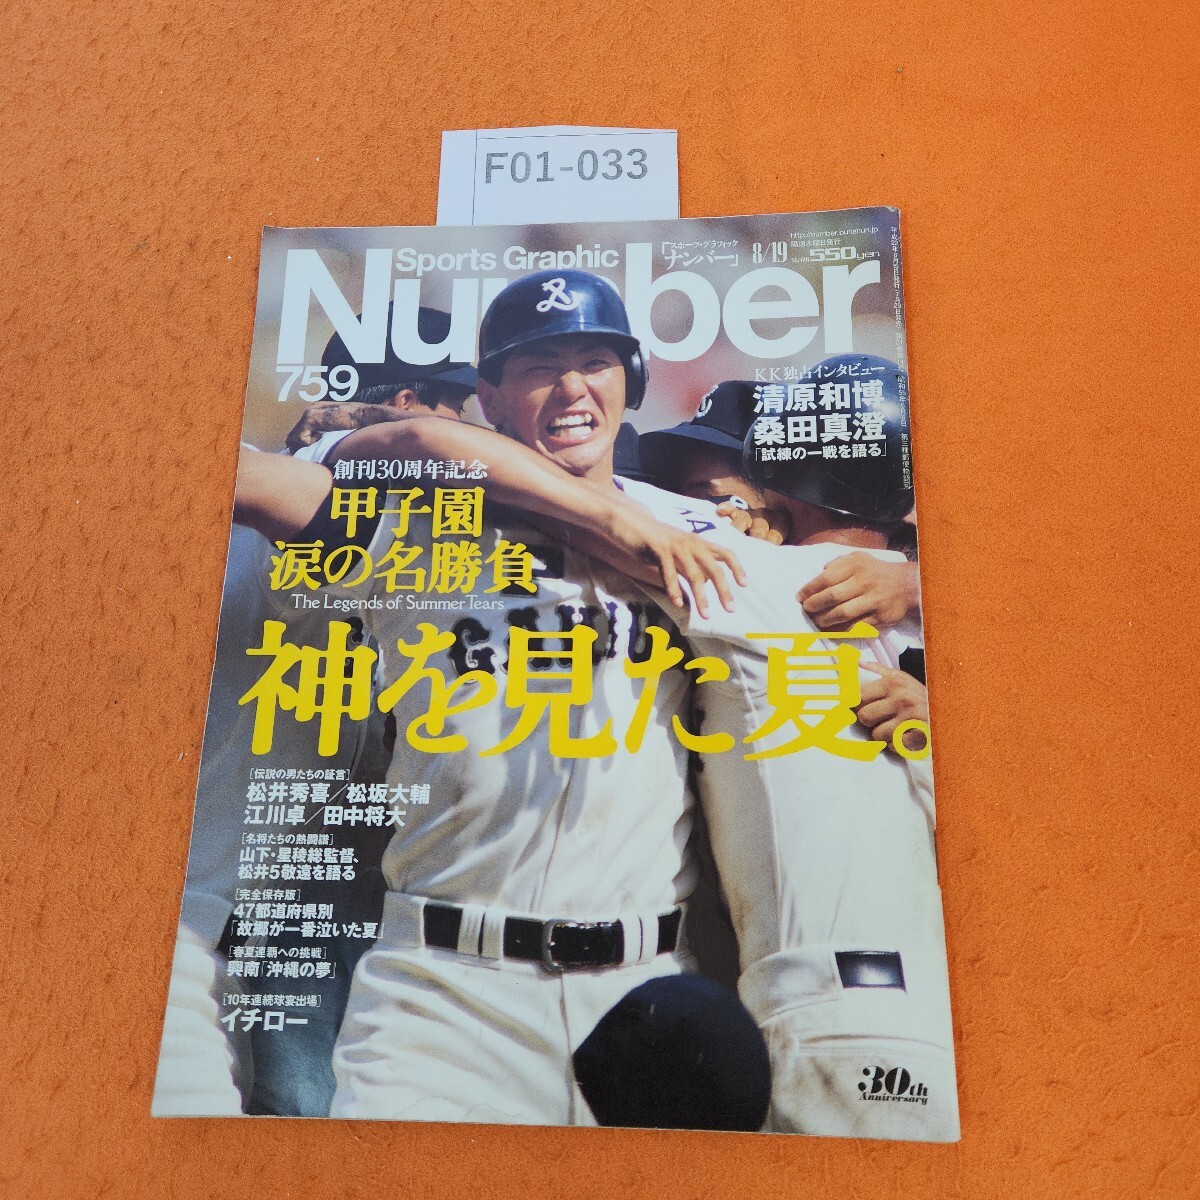 F01-033
Sports Graphic
Number
「スポーツ・グラフィック
ナンバー」
8/19
隔週木曜日発行
550yen
759
KK独占インタビュー
清原和博
桑田真澄
「試練の一戦を語る」
創刊30周年記念
甲子園
涙の名勝負
The Legends of Summer Tears
神を見た夏。
[伝説の男たちの証言]
松井秀喜/松坂大輔
江川卓/田中将大
[名将たちの熱闘譜]
山下・星稜総監督、
松井5敬遠を語る
[完全保存版]
47都道府県別
「故郷が一番泣いた夏」
[春夏連覇への挑戦]
興南「沖縄の夢」
[10年連続球宴出場]
イチロー
30th
Anniversary